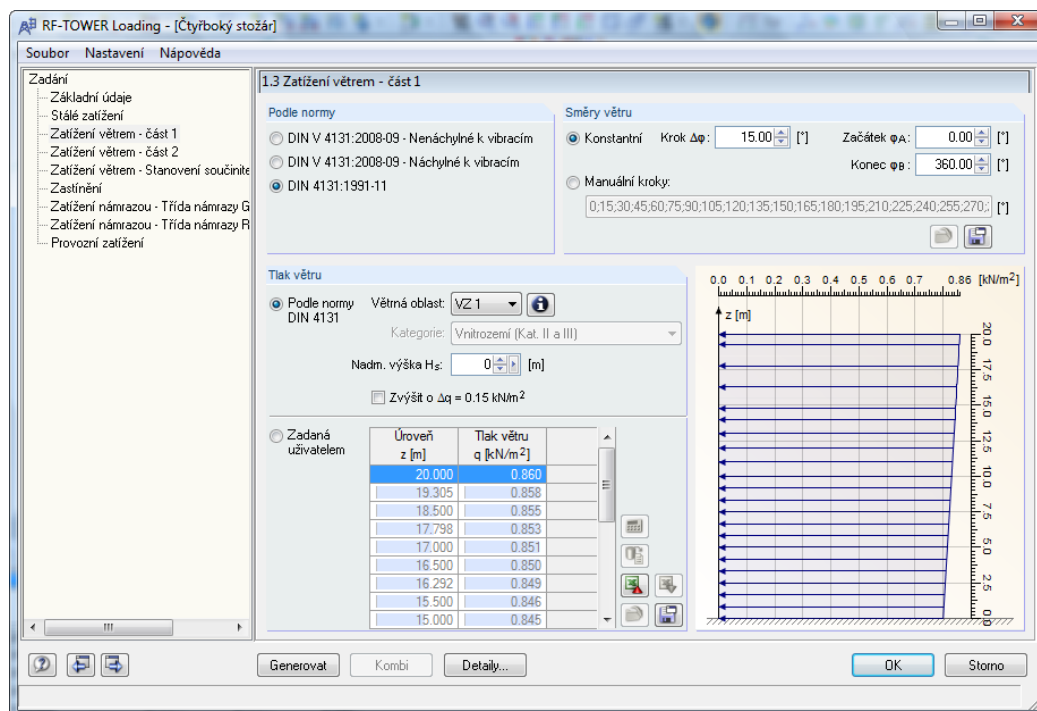 RF-TOWER Loading - [Čtyřboký stožár]
Soubor Nastavení Nápověda
Zadání
Základní údaje
Stálé zatížení
Zatížení větrem - část 1
Zatížení větrem - část 2
Zatížení větrem - Stanovení součinite
Zastínění
Zatížení námrazou - Třída námrazy G
Zatížení námrazou - Třída námrazy R
Provozní zatížení
1.3 Zatížení větrem - část 1
Podle normy
DIN V 4131:2008-09 - Nenáchylné k vibracím
DIN V 4131:2008-09 - Náchylné k vibracím
DIN 4131:1991-11
Směry větru
Konstantní Krok Δφ: 15.00 [°] Začátek φA: 0.00 [°]
Konec φB: 360.00 [°]
Manuální kroky:
0;15;30;45;60;75;90;105;120;135;150;165;180;195;210;225;240;255;270; [°]
Tlak větru
Podle normy Větrná oblast: VZ 1
DIN 4131
Kategorie: Vnitrozemí (Kat. II a III)
Nadm. výška Hs: 0 [m]
Zvýšit o Δq = 0.15 kN/m²
Zadaná
uživatelem
Úroveň Tlak větru
z [m] q [kN/m²]
20.000 0.860
19.305 0.858
18.500 0.855
17.798 0.853
17.000 0.851
16.500 0.850
16.292 0.849
15.500 0.846
15.000 0.845
0.0 0.1 0.2 0.3 0.4 0.5 0.6 0.7 0.86 [kN/m²]
z [m]
20.0
17.5
15.0
12.5
10.0
7.5
5.0
2.5
0.0
Generovat Kombi Detaily... OK Storno